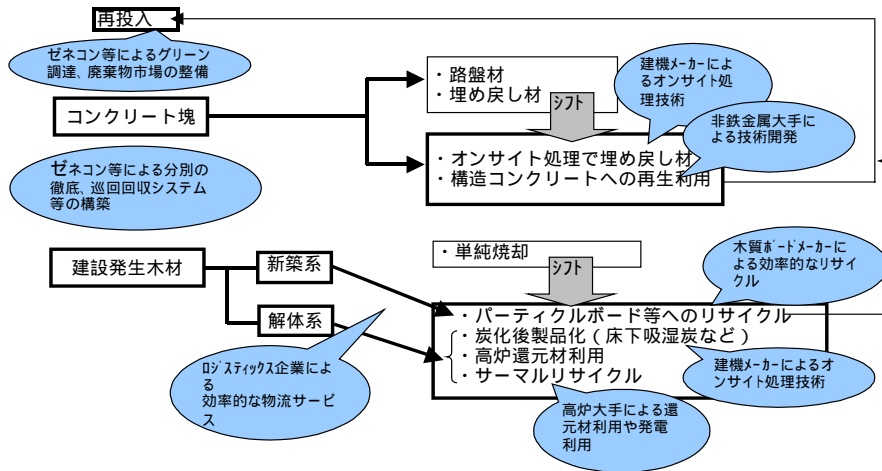 再投入
ゼネコン等によるグリーン
調達、廃棄物市場の整備
コンクリート塊
・路盤材
・埋め戻し材
シフト
建機メーカーによ
るオンサイト処
理技術
非鉄金属大手に
よる技術開発
・オンサイト処理で埋め戻し材
・構造コンクリートへの再生利用
ゼネコン等による分別の
徹底、巡回回収システム
等の構築
建設発生木材
新築系
解体系
・単純焼却
シフト
木質ボードメーカーに
よる効率的なリサイ
クル
・パーティクルボード等へのリサイクル
・炭化後製品化（床下吸湿炭など）
・高炉還元材利用
・サーマルリサイクル
建機メーカーによるオ
ンサイト処理技術
ロジスティックス企業によ
る
効率的な物流サービ
ス
高炉大手による還
元材利用や発電
利用